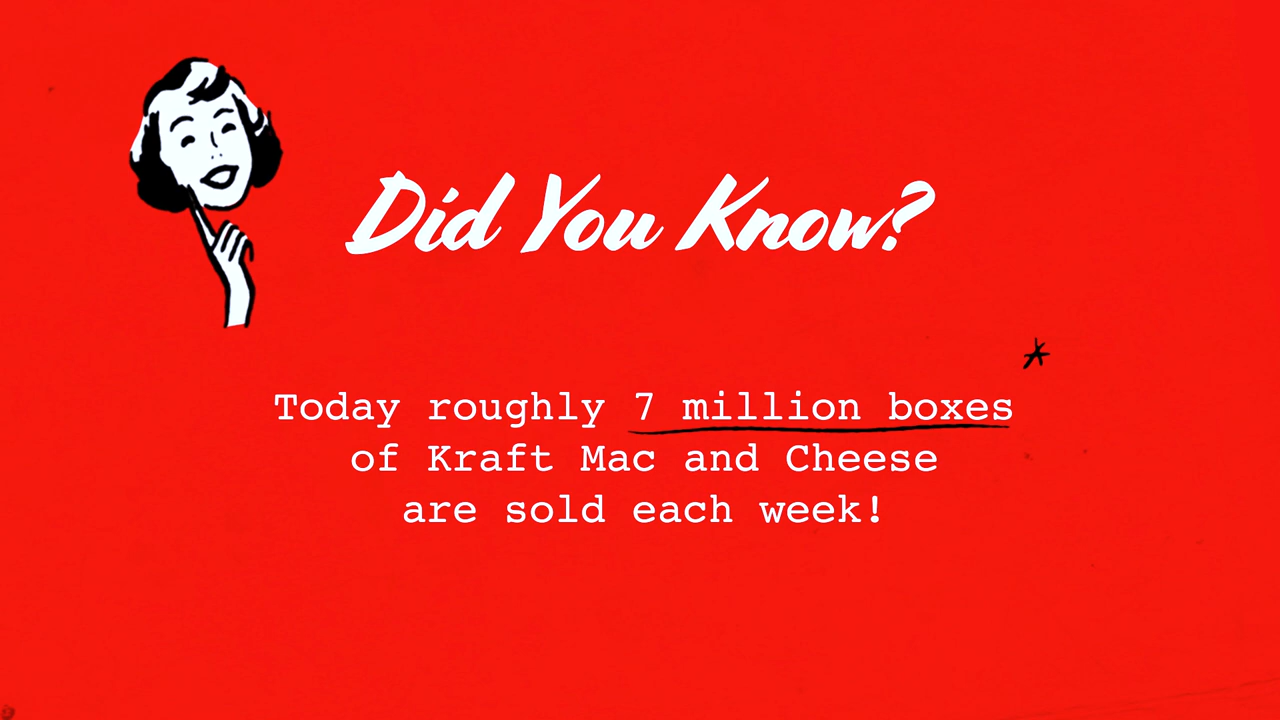 Did You Know?
*
Today roughly 7 million boxes
of Kraft Mac and Cheese
are sold each week!